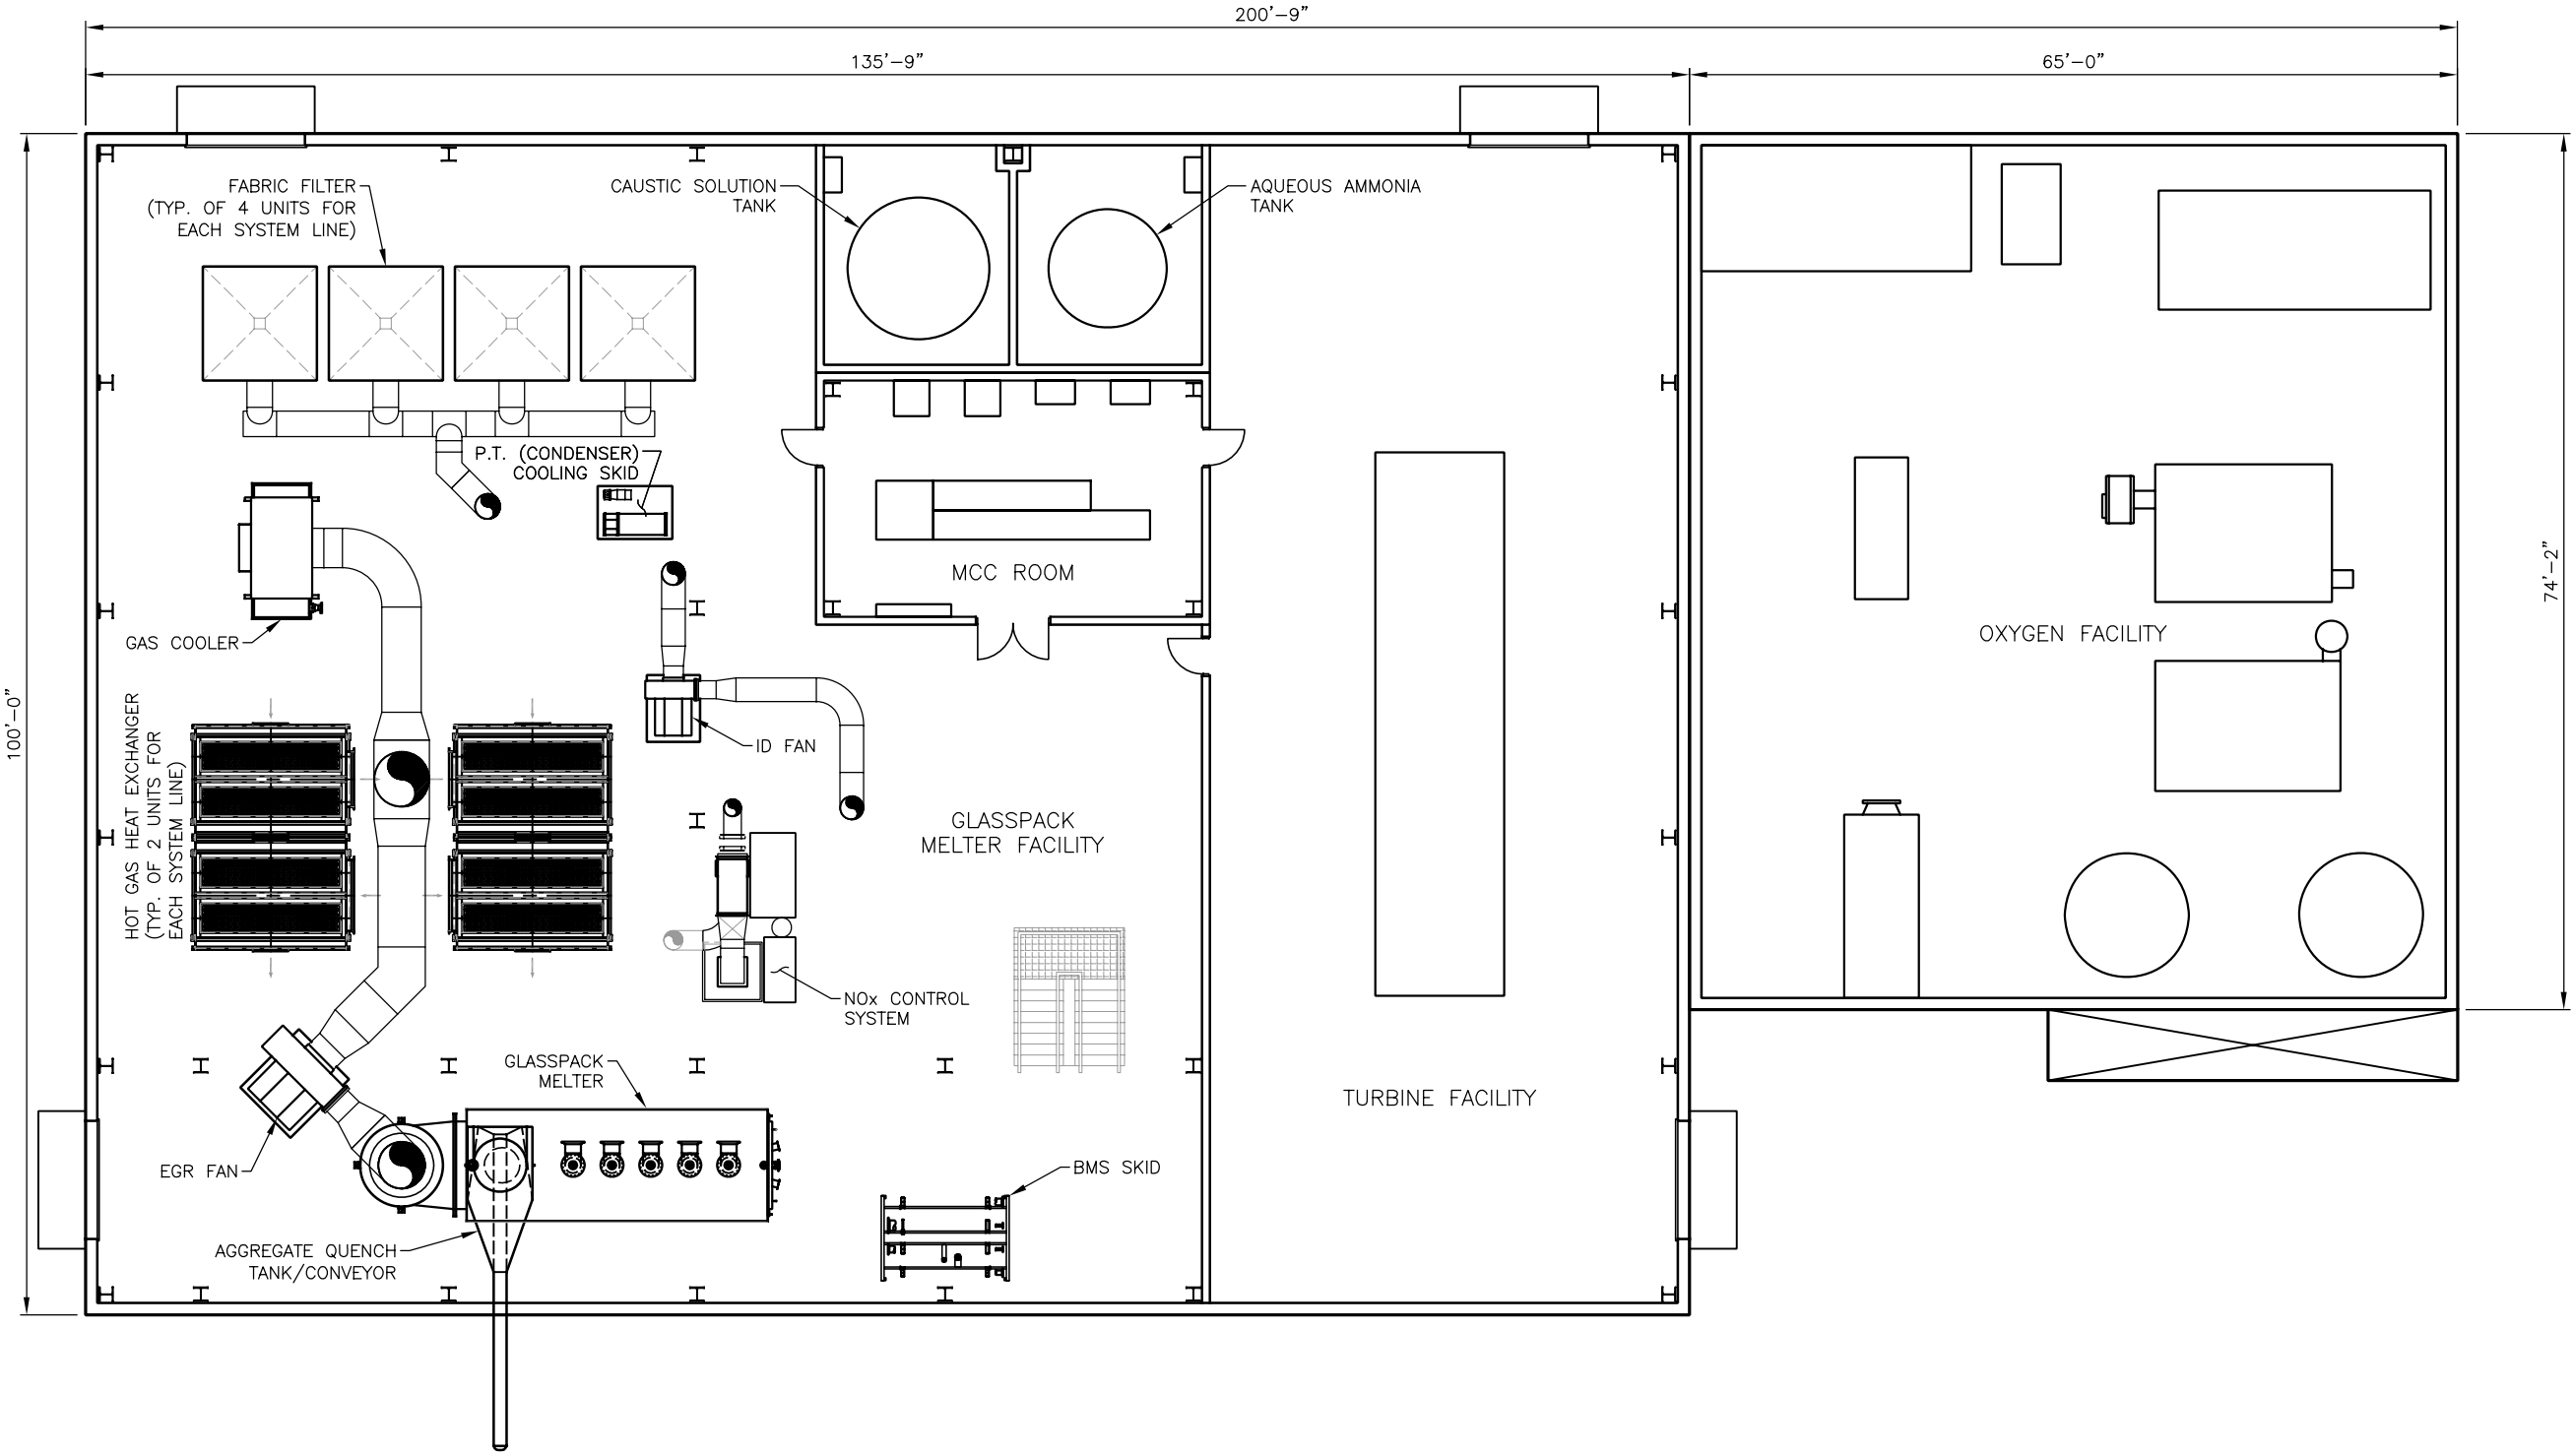 200'-9"
135'-9"
65'-0"
FABRIC FILTER
(TYP. OF 4 UNITS FOR
EACH SYSTEM LINE)
CAUSTIC SOLUTION
TANK
AQUEOUS AMMONIA
TANK
P.T. (CONDENSER)
COOLING SKID
MCC ROOM
74'-2"
GAS COOLER
OXYGEN FACILITY
100'-0"
HOT GAS HEAT EXCHANGER
(TYP. OF 2 UNITS FOR
EACH SYSTEM LINE)
ID FAN
GLASSPACK
MELTER FACILITY
NOx CONTROL
SYSTEM
GLASSPACK
MELTER
TURBINE FACILITY
EGR FAN
BMS SKID
AGGREGATE QUENCH
TANK/CONVEYOR